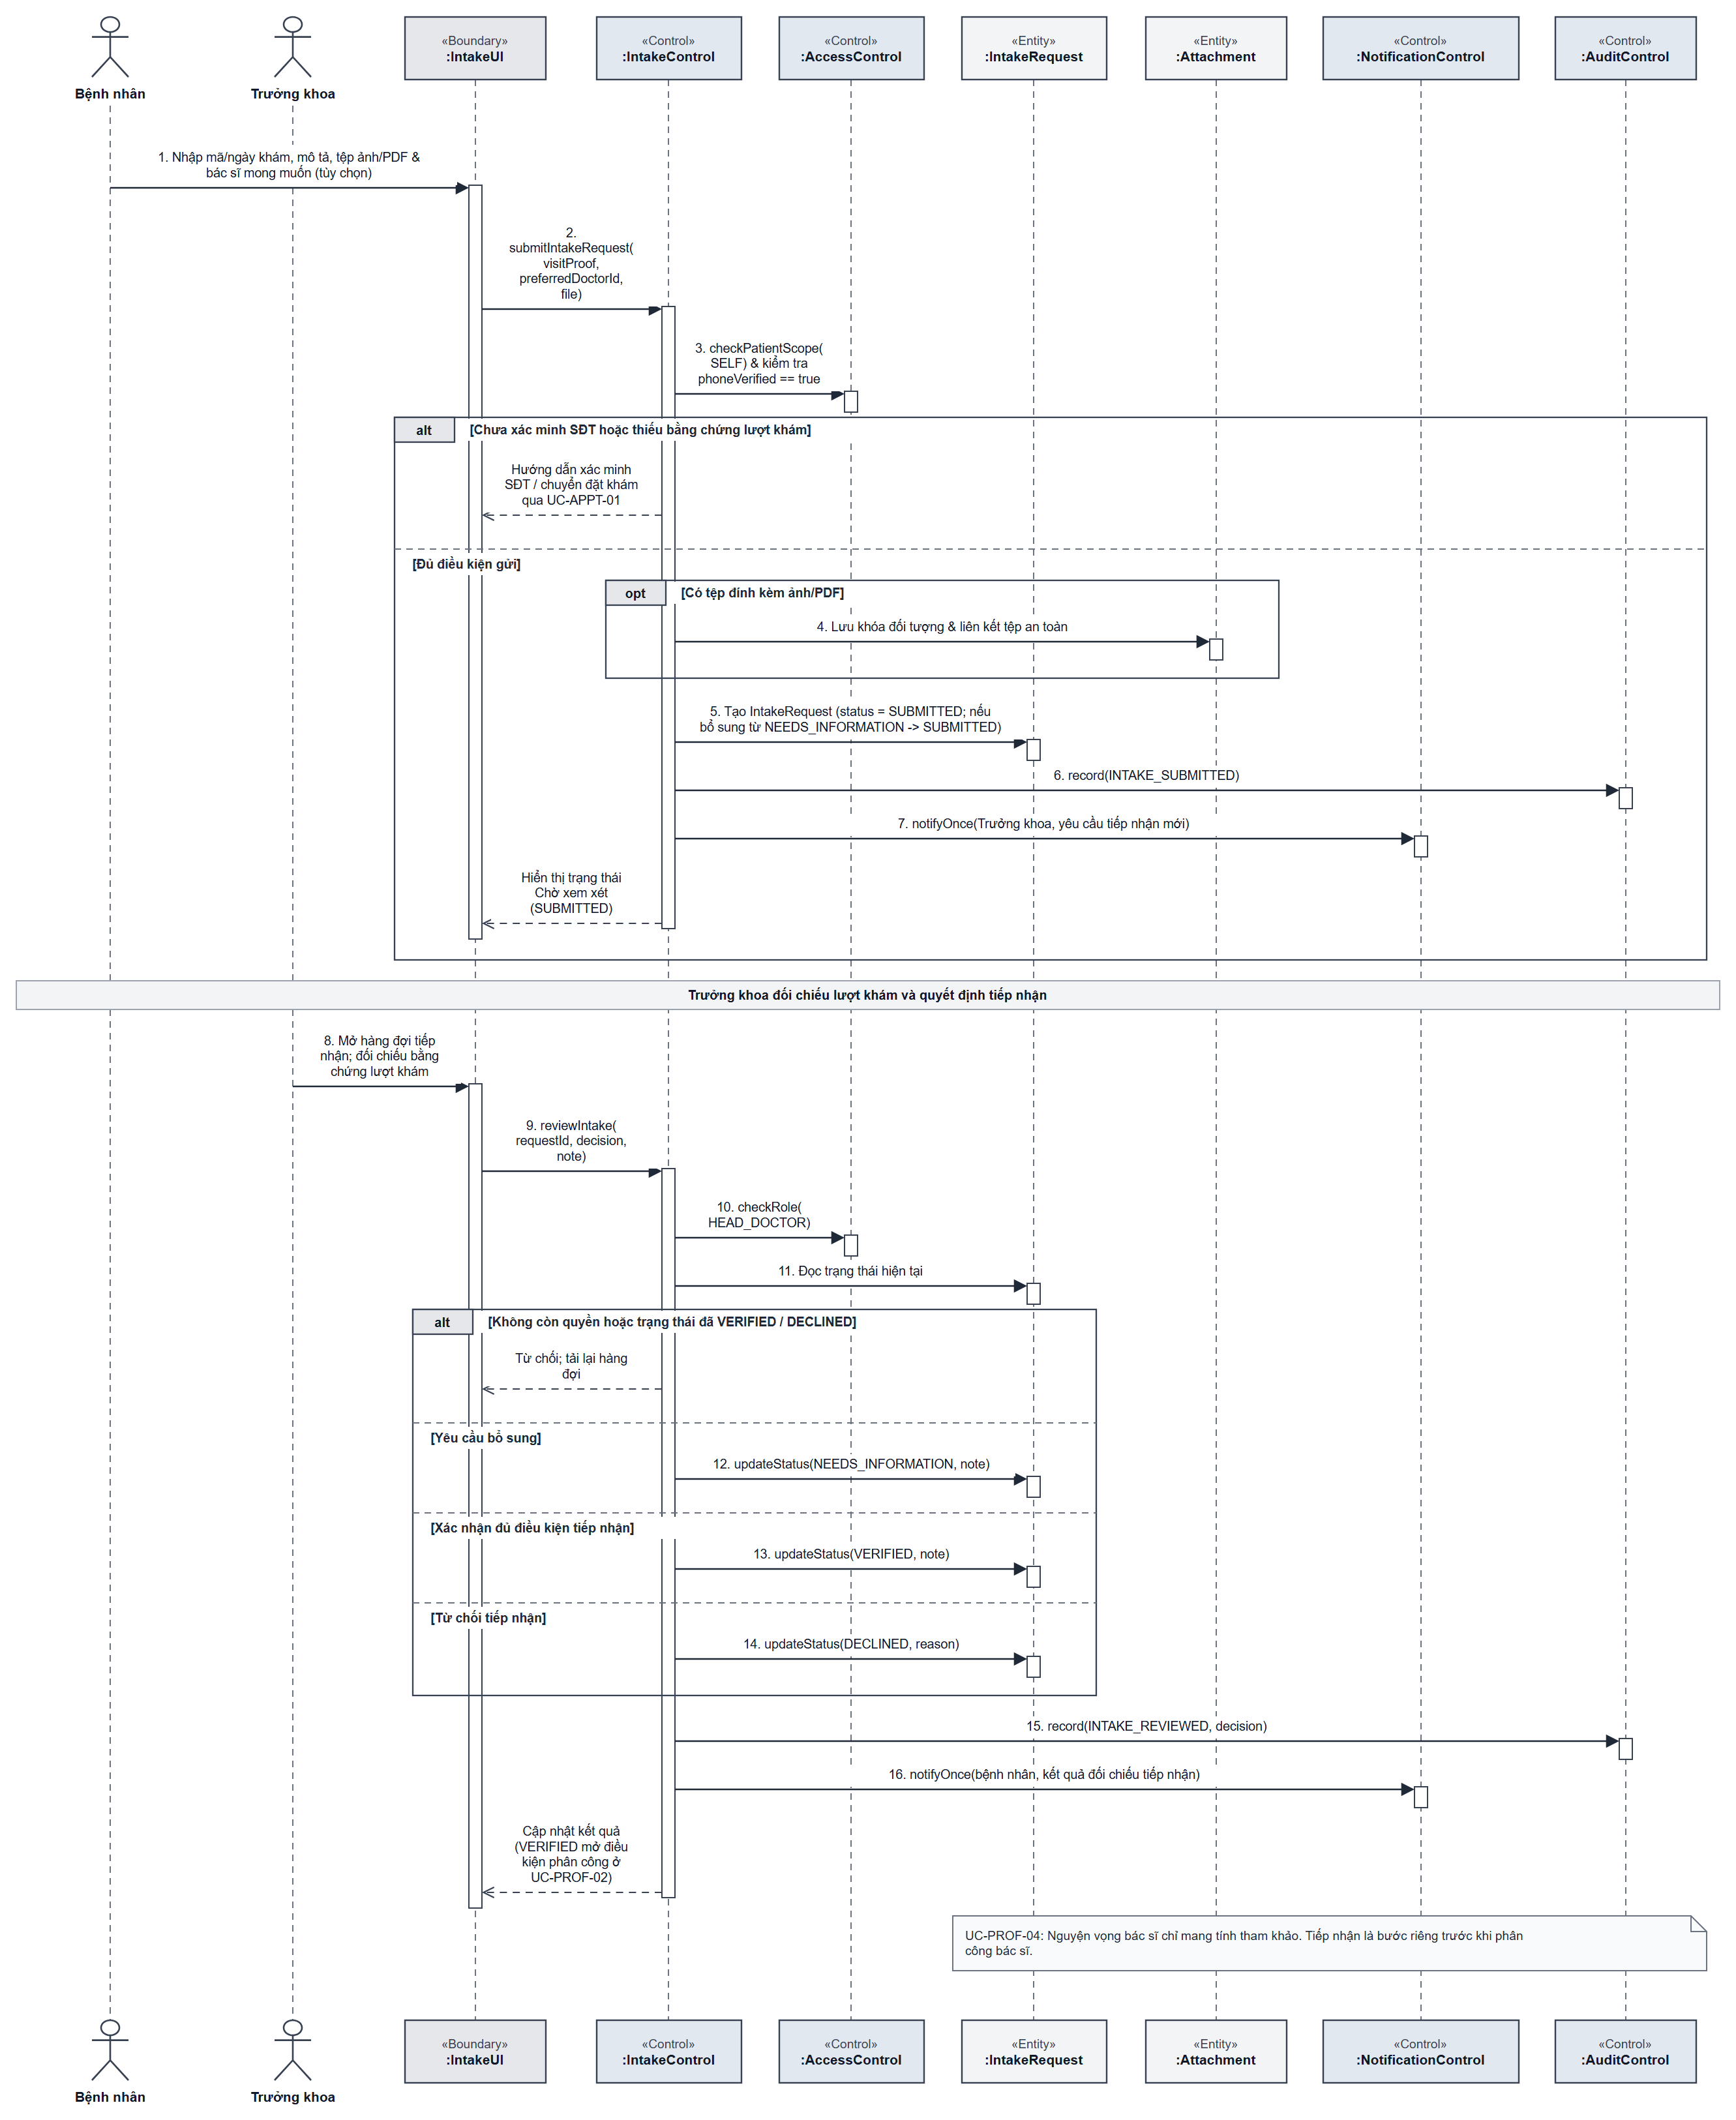 «Boundary»
:IntakeUI
«Control»
:IntakeControl
«Control»
:AccessControl
«Entity»
:IntakeRequest
«Entity»
:Attachment
«Control»
:NotificationControl
«Control»
:AuditControl
Bệnh nhân
Trưởng khoa
1. Nhập mã/ngày khám, mô tả, tệp ảnh/PDF &
bác sĩ mong muốn (tùy chọn)
2.
submitIntakeRequest(
visitProof,
preferredDoctorId,
file)
3. checkPatientScope(
SELF) & kiểm tra
phoneVerified == true
alt
[Chưa xác minh SĐT hoặc thiếu bằng chứng lượt khám]
Hướng dẫn xác minh
SĐT / chuyển đặt khám
qua UC-APPT-01
[Đủ điều kiện gửi]
opt
[Có tệp đính kèm ảnh/PDF]
4. Lưu khóa đối tượng & liên kết tệp an toàn
5. Tạo IntakeRequest (status = SUBMITTED; nếu
bổ sung từ NEEDS_INFORMATION -> SUBMITTED)
6. record(INTAKE_SUBMITTED)
7. notifyOnce(Trưởng khoa, yêu cầu tiếp nhận mới)
Hiển thị trạng thái
Chờ xem xét
(SUBMITTED)
Trưởng khoa đối chiếu lượt khám và quyết định tiếp nhận
8. Mở hàng đợi tiếp
nhận; đối chiếu bằng
chứng lượt khám
9. reviewIntake(
requestId, decision,
note)
10. checkRole(
HEAD_DOCTOR)
11. Đọc trạng thái hiện tại
alt
[Không còn quyền hoặc trạng thái đã VERIFIED / DECLINED]
Từ chối; tải lại hàng
đợi
[Yêu cầu bổ sung]
12. updateStatus(NEEDS_INFORMATION, note)
[Xác nhận đủ điều kiện tiếp nhận]
13. updateStatus(VERIFIED, note)
[Từ chối tiếp nhận]
14. updateStatus(DECLINED, reason)
15. record(INTAKE_REVIEWED, decision)
16. notifyOnce(bệnh nhân, kết quả đối chiếu tiếp nhận)
Cập nhật kết quả
(VERIFIED mở điều
kiện phân công ở
UC-PROF-02)
UC-PROF-04: Nguyện vọng bác sĩ chỉ mang tính tham khảo. Tiếp nhận là bước riêng trước khi phân
công bác sĩ.
«Boundary»
:IntakeUI
«Control»
:IntakeControl
«Control»
:AccessControl
«Entity»
:IntakeRequest
«Entity»
:Attachment
«Control»
:NotificationControl
«Control»
:AuditControl
Bệnh nhân
Trưởng khoa